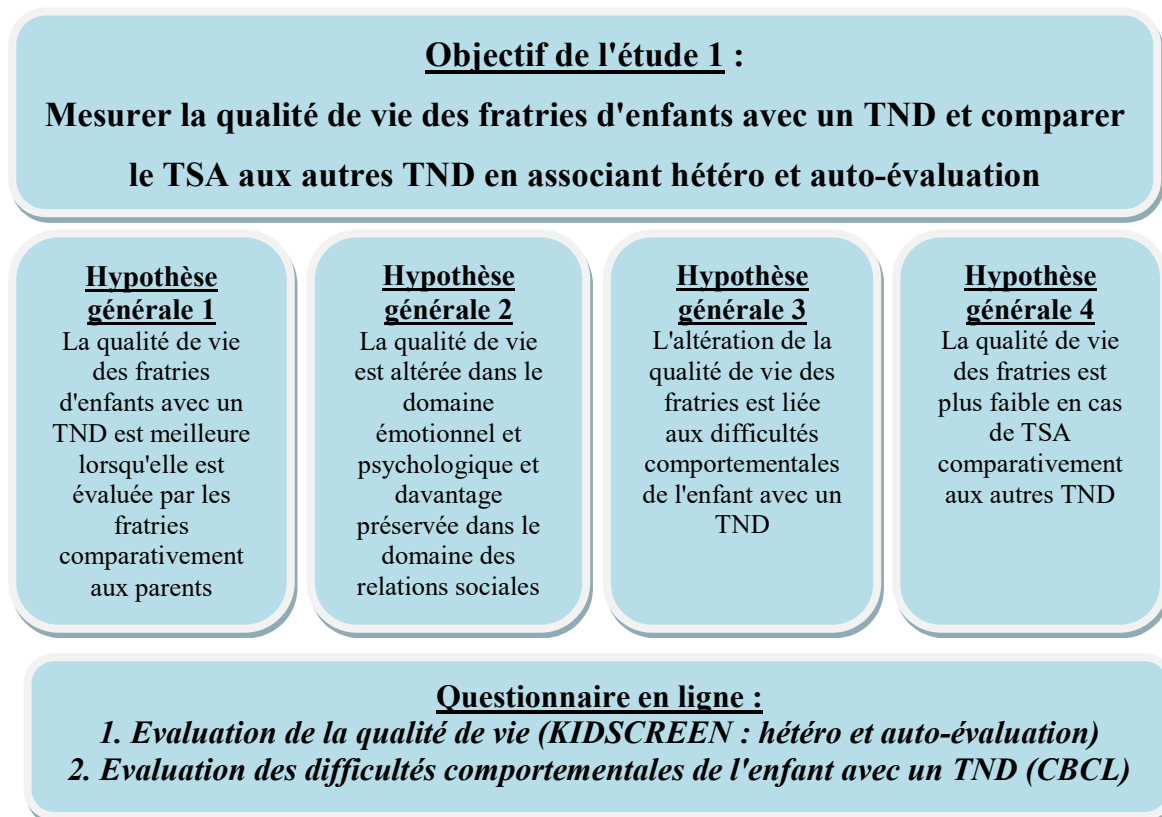 Objectif de l'étude 1 :
Mesurer la qualité de vie des fratries d'enfants avec un TND et comparer
le TSA aux autres TND en associant hétéro et auto-évaluation
Hypothèse
générale 1
La qualité de vie
des fratries
d'enfants avec un
TND est meilleure
lorsqu'elle est
évaluée par les
fratries
comparativement
aux parents
Hypothèse
générale 2
La qualité de vie
est altérée dans le
domaine
émotionnel et
psychologique et
davantage
préservée dans le
domaine des
relations sociales
Hypothèse
générale 3
L'altération de la
qualité de vie des
fratries est liée
aux difficultés
comportementales
de l'enfant avec un
TND
Hypothèse
générale 4
La qualité de vie
des fratries est
plus faible en cas
de TSA
comparativement
aux autres TND
Questionnaire en ligne :
1. Evaluation de la qualité de vie (KIDSCREEN : hétéro et auto-évaluation)
2. Evaluation des difficultés comportementales de l'enfant avec un TND (CBCL)